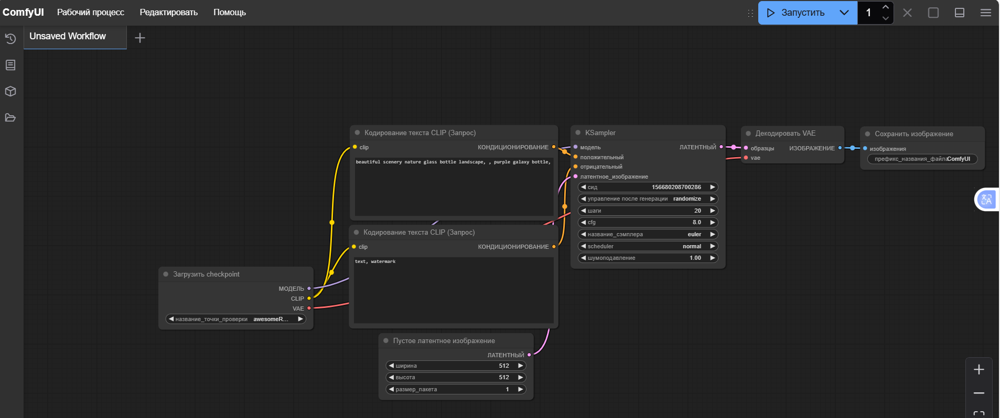 ComfyUI Рабочий процесс Редактировать Помощь Запустить 1
Unsaved Workflow
Кодирование текста CLIP (Запрос)
clip КОНДИЦИОНИРОВАНИЕ
beautiful scenery nature glass bottle landscape, , purple galaxy bottle,
Кодирование текста CLIP (Запрос)
clip КОНДИЦИОНИРОВАНИЕ
text, watermark
Загрузить checkpoint
МОДЕЛЬ
CLIP
VAE
название_точки_проверки awesomeR...
Пустое латентное изображение
ЛАТЕНТНЫЙ
ширина 512
высота 512
размер_пакета 1
KSampler
модель ЛАТЕНТНЫЙ
положительный
отрицательный
латентное_изображение
сид 156680208700286
управление после генерации randomize
шаги 20
cfg 8.0
название_сэмплера euler
scheduler normal
шумоподавление 1.00
Декодировать VAE
образцы ИЗОБРАЖЕНИЕ
vae
Сохранить изображение
изображения
префикс_названия_файла ComfyUI